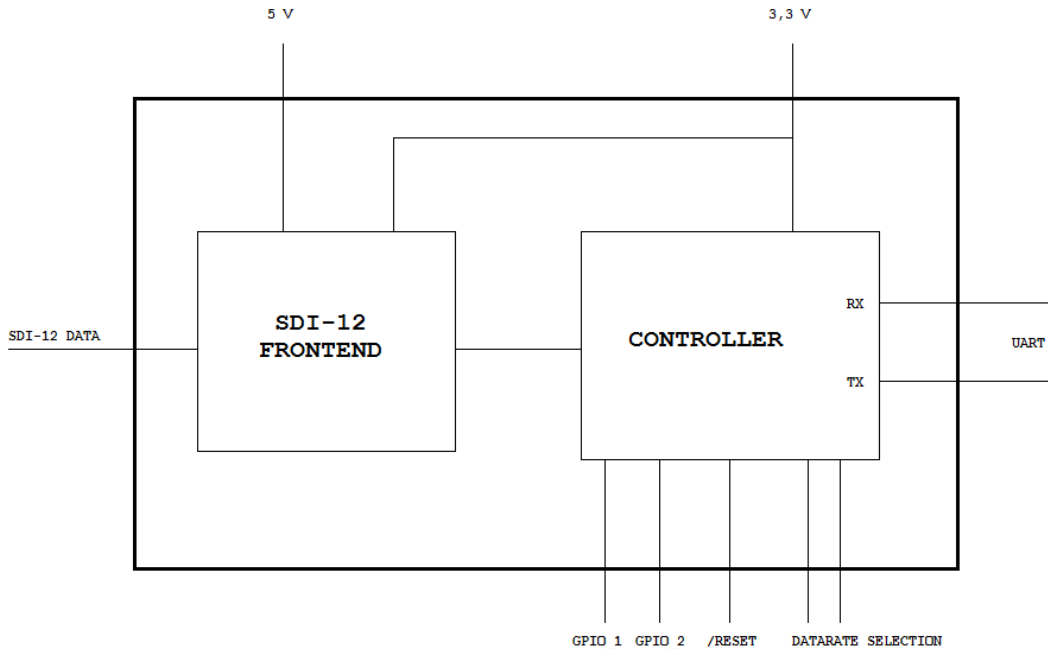 5 V
3,3 V
SDI-12 DATA
SDI-12
FRONTEND
CONTROLLER
RX
TX
UART
GPIO 1
GPIO 2
/RESET
DATARATE SELECTION